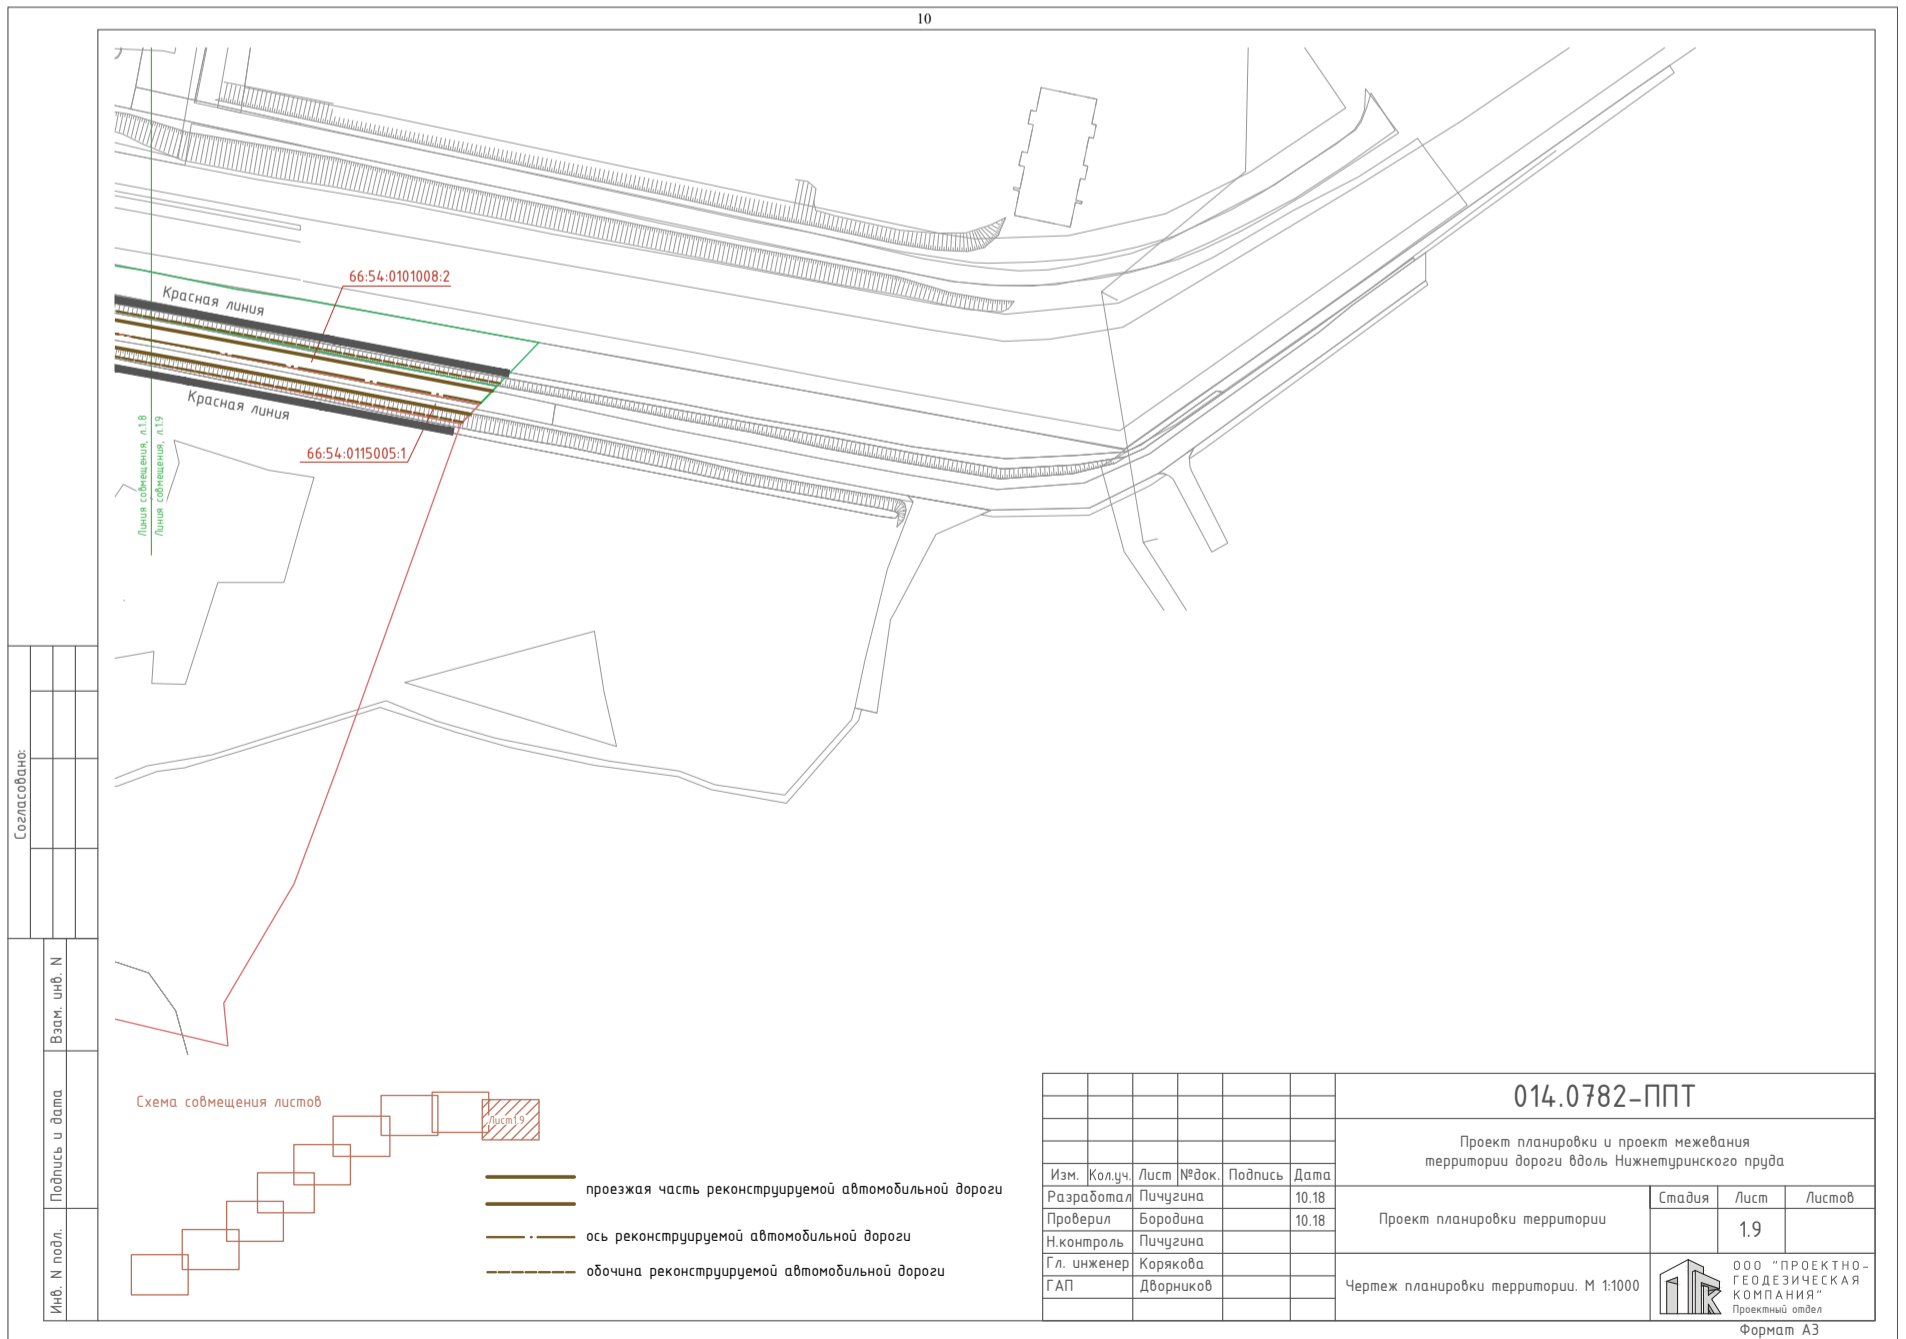 10
66:54:0101008:2
Красная линия
Красная линия
66:54:0115005:1
Линия совмещения, л.1.8
Линия совмещения, л.1.9
Согласовано:
Взам. инв. N
Подпись и дата
Инв. N подл.
Схема совмещения листов
Лист1.9
проезжая часть реконструируемой автомобильной дороги
ось реконструируемой автомобильной дороги
обочина реконструируемой автомобильной дороги
014.0782-ППТ
Проект планировки и проект межевания
территории дороги вдоль Нижнетуринского пруда
Изм. Кол.уч. Лист №док. Подпись Дата
Разработал Пичугина 10.18
Проверил Бородина 10.18
Н.контроль Пичугина
Гл. инженер Корякова
ГАП Дворников
Проект планировки территории
Стадия Лист Листов
1.9
Чертеж планировки территории. М 1:1000
ООО "ПРОЕКТНО-
ГЕОДЕЗИЧЕСКАЯ
КОМПАНИЯ"
Проектный отдел
Формат А3